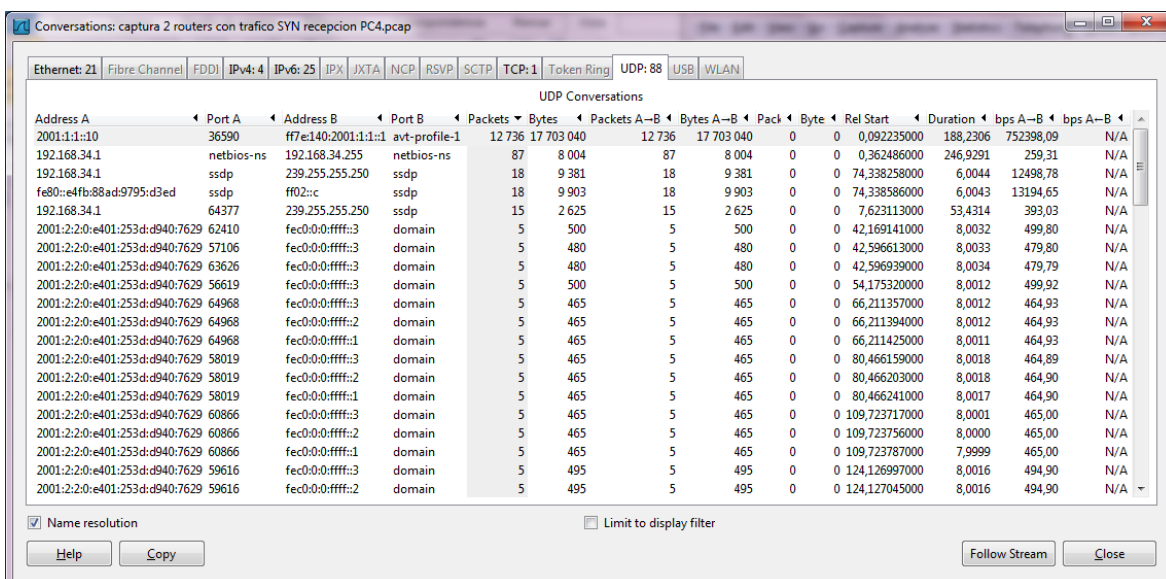 Conversations: captura 2 routers con trafico SYN recepcion PC4.pcap
Ethernet: 21 Fibre Channel FDDI IPv4: 4 IPv6: 25 IPX JXTA NCP RSVP SCTP TCP: 1 Token Ring UDP: 88 USB WLAN
UDP Conversations
Address A Port A Address B Port B Packets Bytes Packets A→B Bytes A→B Pack Byte Rel Start Duration bps A→B bps A←B
2001:1:1::10 36590 ff7e:140:2001:1:1::1 avt-profile-1 12 736 17 703 040 12 736 17 703 040 0 0 0,092235000 188,2306 752398,09 N/A
192.168.34.1 netbios-ns 192.168.34.255 netbios-ns 87 8 004 87 8 004 0 0 0,362486000 246,9291 259,31 N/A
192.168.34.1 ssdp 239.255.255.250 ssdp 18 9 381 18 9 381 0 0 74,338258000 6,0044 12498,78 N/A
fe80::e4fb:88ad:9795:d3ed ssdp ff02::c ssdp 18 9 903 18 9 903 0 0 74,338586000 6,0043 13194,65 N/A
192.168.34.1 64377 239.255.255.250 ssdp 15 2 625 15 2 625 0 0 7,623113000 53,4314 393,03 N/A
2001:2:2:0:e401:253d:d940:7629 62410 fec0:0:0:ffff::3 domain 5 500 5 500 0 0 42,169141000 8,0032 499,80 N/A
2001:2:2:0:e401:253d:d940:7629 57106 fec0:0:0:ffff::3 domain 5 480 5 480 0 0 42,596613000 8,0033 479,80 N/A
2001:2:2:0:e401:253d:d940:7629 63626 fec0:0:0:ffff::3 domain 5 480 5 480 0 0 42,596939000 8,0034 479,79 N/A
2001:2:2:0:e401:253d:d940:7629 56619 fec0:0:0:ffff::3 domain 5 500 5 500 0 0 54,175320000 8,0012 499,92 N/A
2001:2:2:0:e401:253d:d940:7629 64968 fec0:0:0:ffff::3 domain 5 465 5 465 0 0 66,211357000 8,0012 464,93 N/A
2001:2:2:0:e401:253d:d940:7629 64968 fec0:0:0:ffff::2 domain 5 465 5 465 0 0 66,211394000 8,0012 464,93 N/A
2001:2:2:0:e401:253d:d940:7629 64968 fec0:0:0:ffff::1 domain 5 465 5 465 0 0 66,211425000 8,0011 464,93 N/A
2001:2:2:0:e401:253d:d940:7629 58019 fec0:0:0:ffff::3 domain 5 465 5 465 0 0 80,466159000 8,0018 464,89 N/A
2001:2:2:0:e401:253d:d940:7629 58019 fec0:0:0:ffff::2 domain 5 465 5 465 0 0 80,466203000 8,0018 464,90 N/A
2001:2:2:0:e401:253d:d940:7629 58019 fec0:0:0:ffff::1 domain 5 465 5 465 0 0 80,466241000 8,0017 464,90 N/A
2001:2:2:0:e401:253d:d940:7629 60866 fec0:0:0:ffff::3 domain 5 465 5 465 0 0 109,723717000 8,0001 465,00 N/A
2001:2:2:0:e401:253d:d940:7629 60866 fec0:0:0:ffff::2 domain 5 465 5 465 0 0 109,723756000 8,0000 465,00 N/A
2001:2:2:0:e401:253d:d940:7629 60866 fec0:0:0:ffff::1 domain 5 465 5 465 0 0 109,723787000 7,9999 465,00 N/A
2001:2:2:0:e401:253d:d940:7629 59616 fec0:0:0:ffff::3 domain 5 495 5 495 0 0 124,126997000 8,0016 494,90 N/A
2001:2:2:0:e401:253d:d940:7629 59616 fec0:0:0:ffff::2 domain 5 495 5 495 0 0 124,127045000 8,0016 494,90 N/A
Name resolution Limit to display filter
Help Copy Follow Stream Close